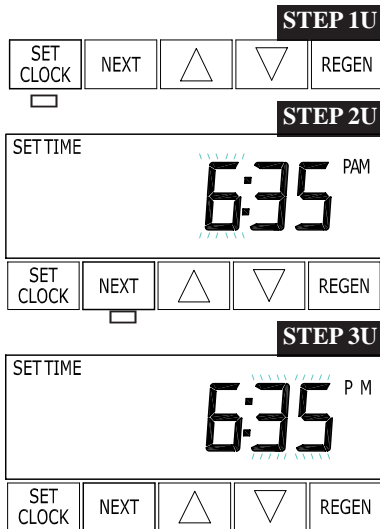 STEP 1U
SET CLOCK NEXT REGEN
STEP 2U
SET TIME
6:35 PAM
SET CLOCK NEXT REGEN
STEP 3U
SET TIME
6:35 P M
SET CLOCK NEXT REGEN